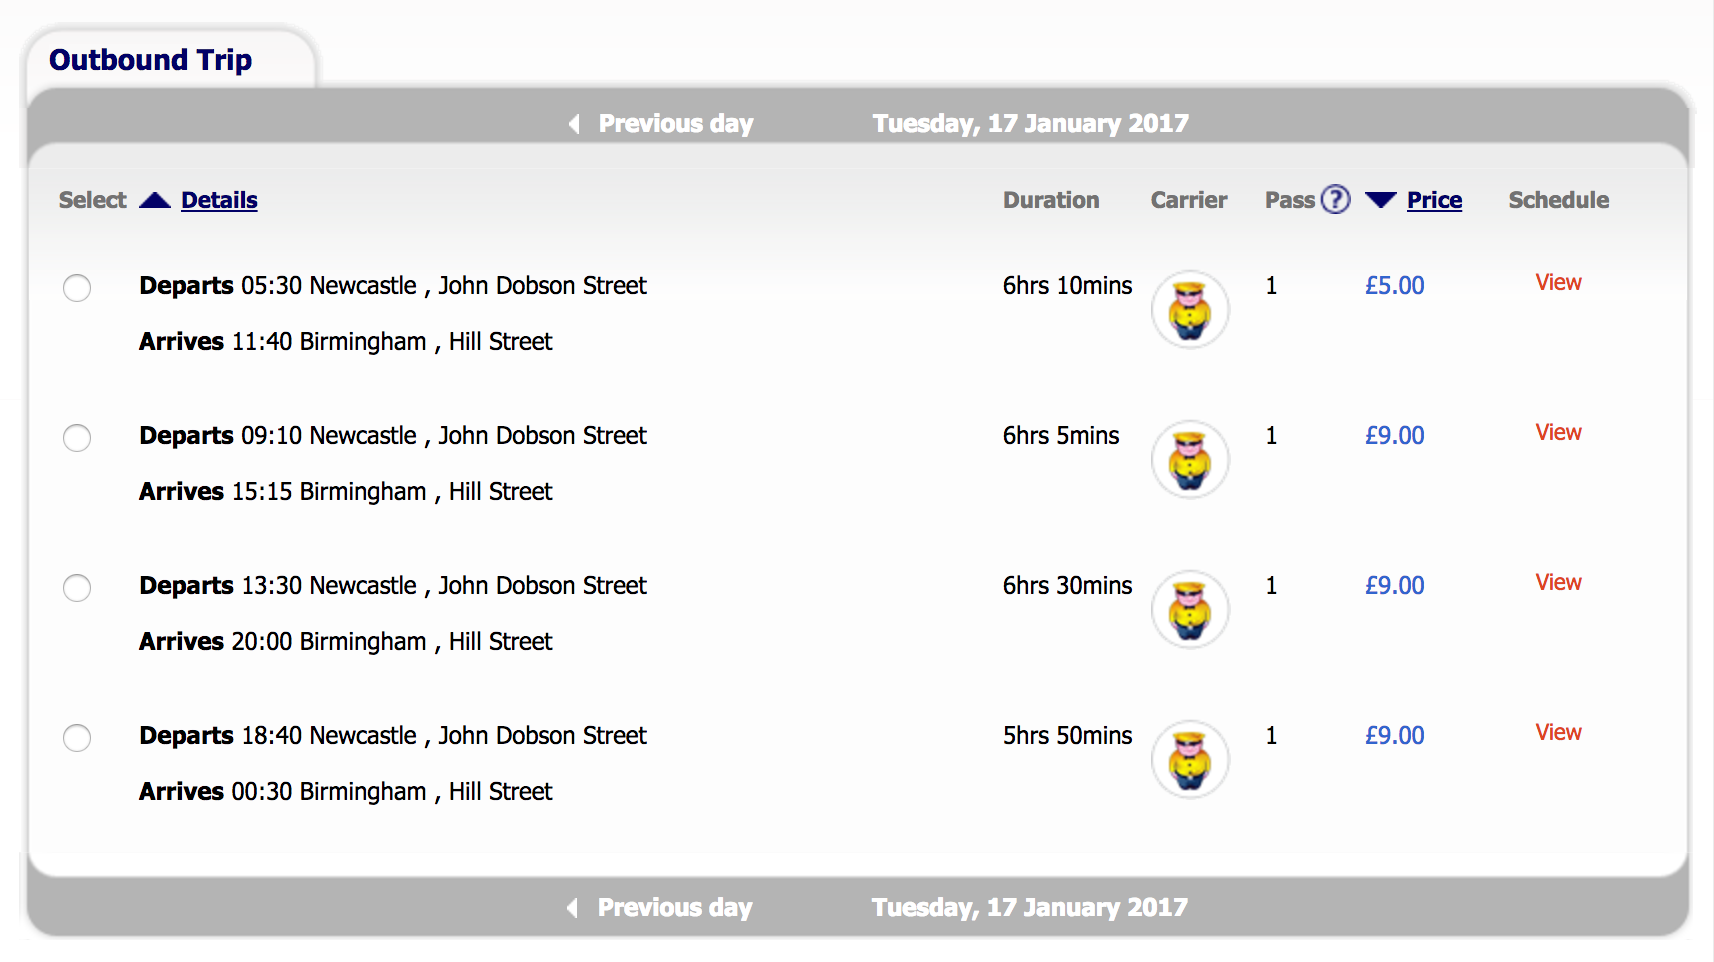 Outbound Trip
Previous day Tuesday, 17 January 2017
Select Details Duration Carrier Pass ? Price Schedule
Departs 05:30 Newcastle , John Dobson Street 6hrs 10mins 1 £5.00 View
Arrives 11:40 Birmingham , Hill Street
Departs 09:10 Newcastle , John Dobson Street 6hrs 5mins 1 £9.00 View
Arrives 15:15 Birmingham , Hill Street
Departs 13:30 Newcastle , John Dobson Street 6hrs 30mins 1 £9.00 View
Arrives 20:00 Birmingham , Hill Street
Departs 18:40 Newcastle , John Dobson Street 5hrs 50mins 1 £9.00 View
Arrives 00:30 Birmingham , Hill Street
Previous day Tuesday, 17 January 2017